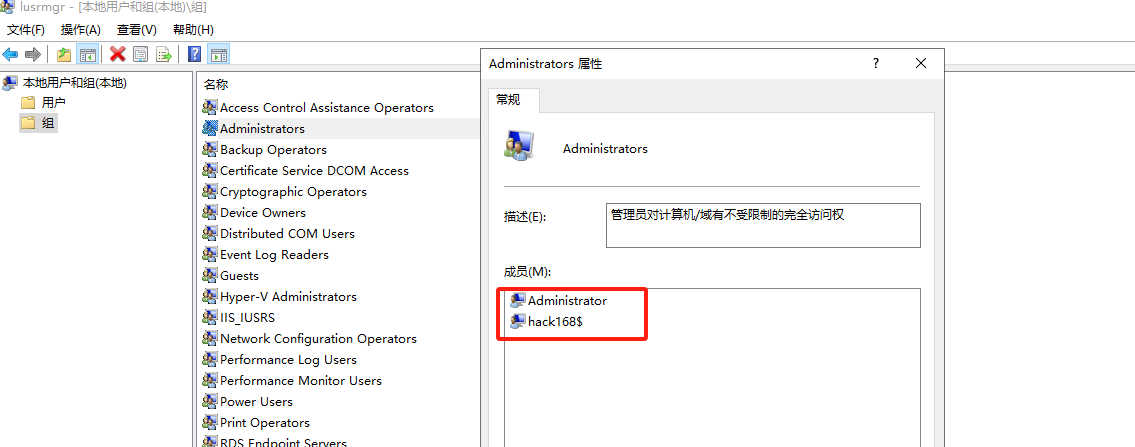 lusrmgr - [本地用户和组(本地)\组]
文件(F) 操作(A) 查看(V) 帮助(H)
本地用户和组(本地)
用户
组
名称
Access Control Assistance Operators
Administrators
Backup Operators
Certificate Service DCOM Access
Cryptographic Operators
Device Owners
Distributed COM Users
Event Log Readers
Guests
Hyper-V Administrators
IIS_IUSRS
Network Configuration Operators
Performance Log Users
Performance Monitor Users
Power Users
Print Operators
RDS Endpoint Servers
Administrators 属性
常规
Administrators
描述(E):
管理员对计算机/域有不受限制的完全访问权
成员(M):
Administrator
hack168$